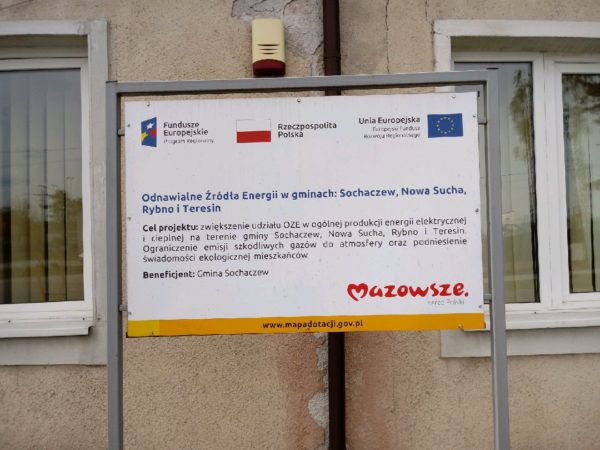 Fundusze
Europejskie
Program Regionalny
Rzeczpospolita
Polska
Unia Europejska
Europejski Fundusz
Rozwoju Regionalnego
Odnawialne Źródła Energii w gminach: Sochaczew, Nowa Sucha,
Rybno i Teresin
Cel projektu: zwiększenie udziału OZE w ogólnej produkcji energii elektrycznej
i cieplnej na terenie gminy Sochaczew, Nowa Sucha, Rybno i Teresin.
Ograniczenie emisji szkodliwych gazów do atmosfery oraz podniesienie
świadomości ekologicznej mieszkańców
Beneficjent: Gmina Sochaczew
Mazowsze.
serce Polski
www.mapadotacji.gov.pl